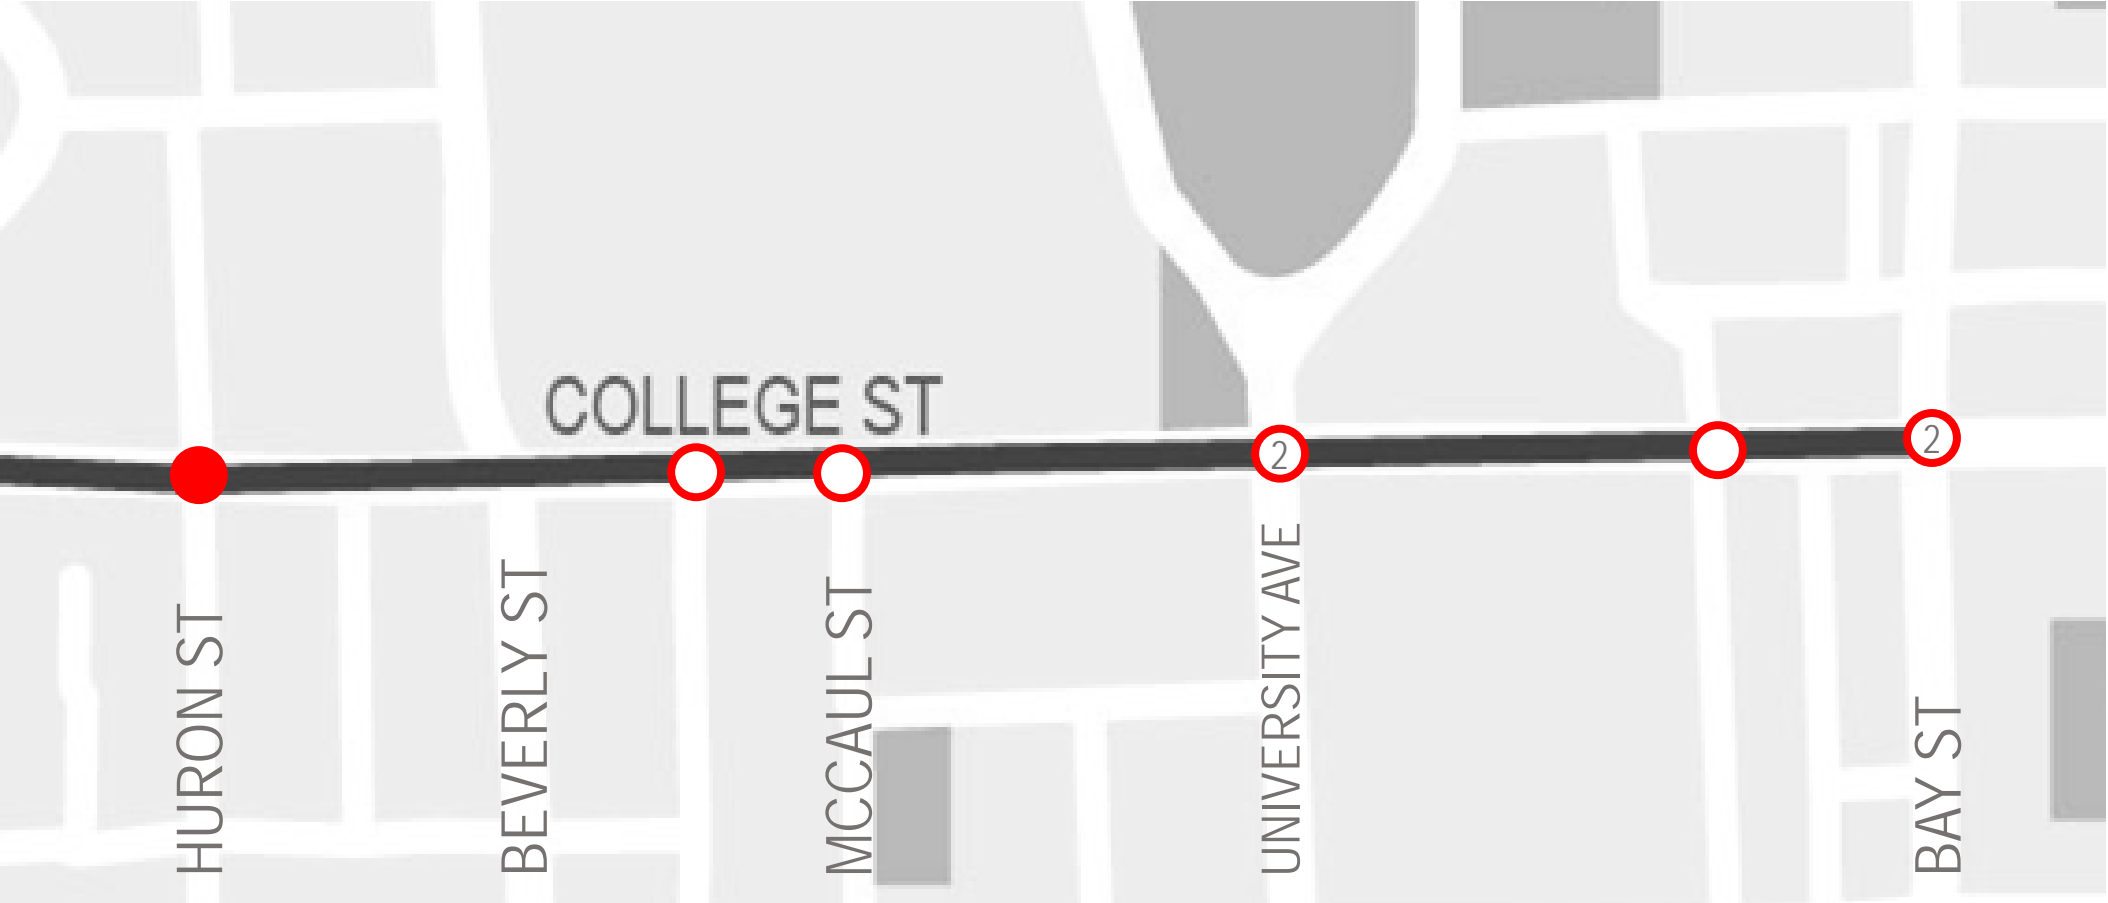 COLLEGE ST
2
2
HURON ST
BEVERLY ST
MCCAUL ST
UNIVERSITY AVE
BAY ST